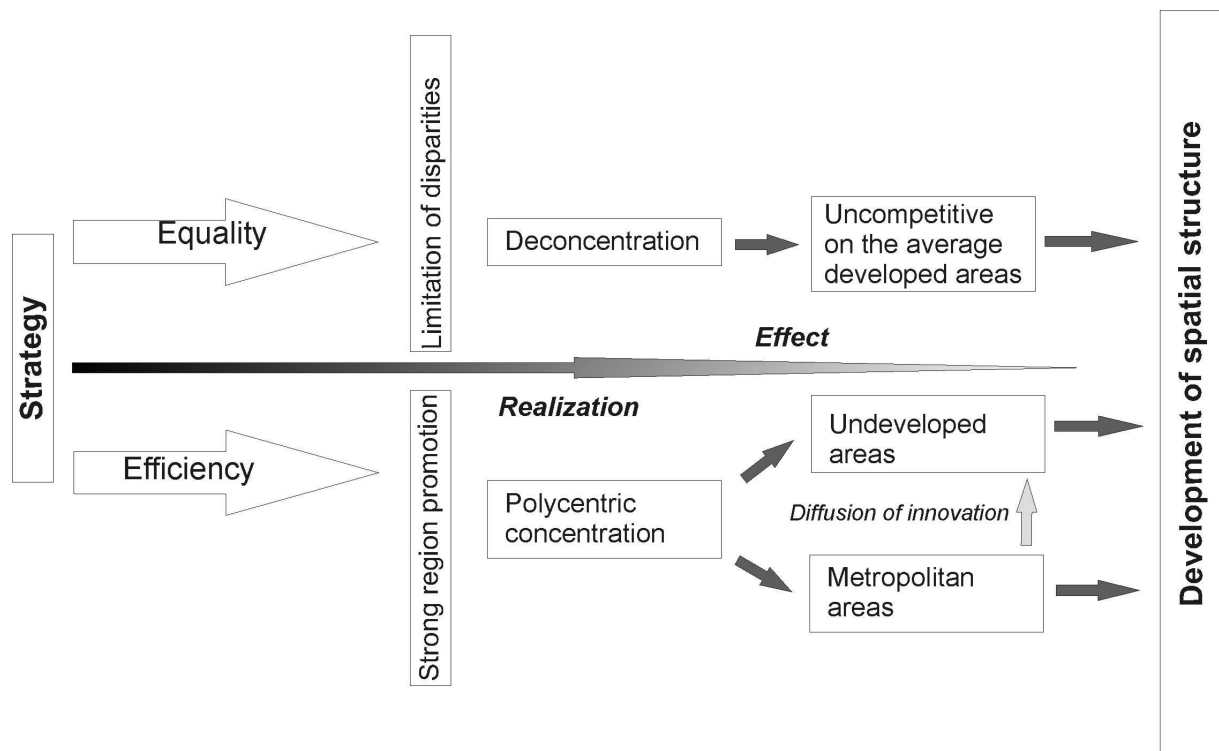 Strategy
Equality
Limitation of disparities
Deconcentration
Uncompetitive
on the average
developed areas
Effect
Realization
Efficiency
Strong region promotion
Polycentric
concentration
Undeveloped
areas
Diffusion of innovation
Metropolitan
areas
Development of spatial structure